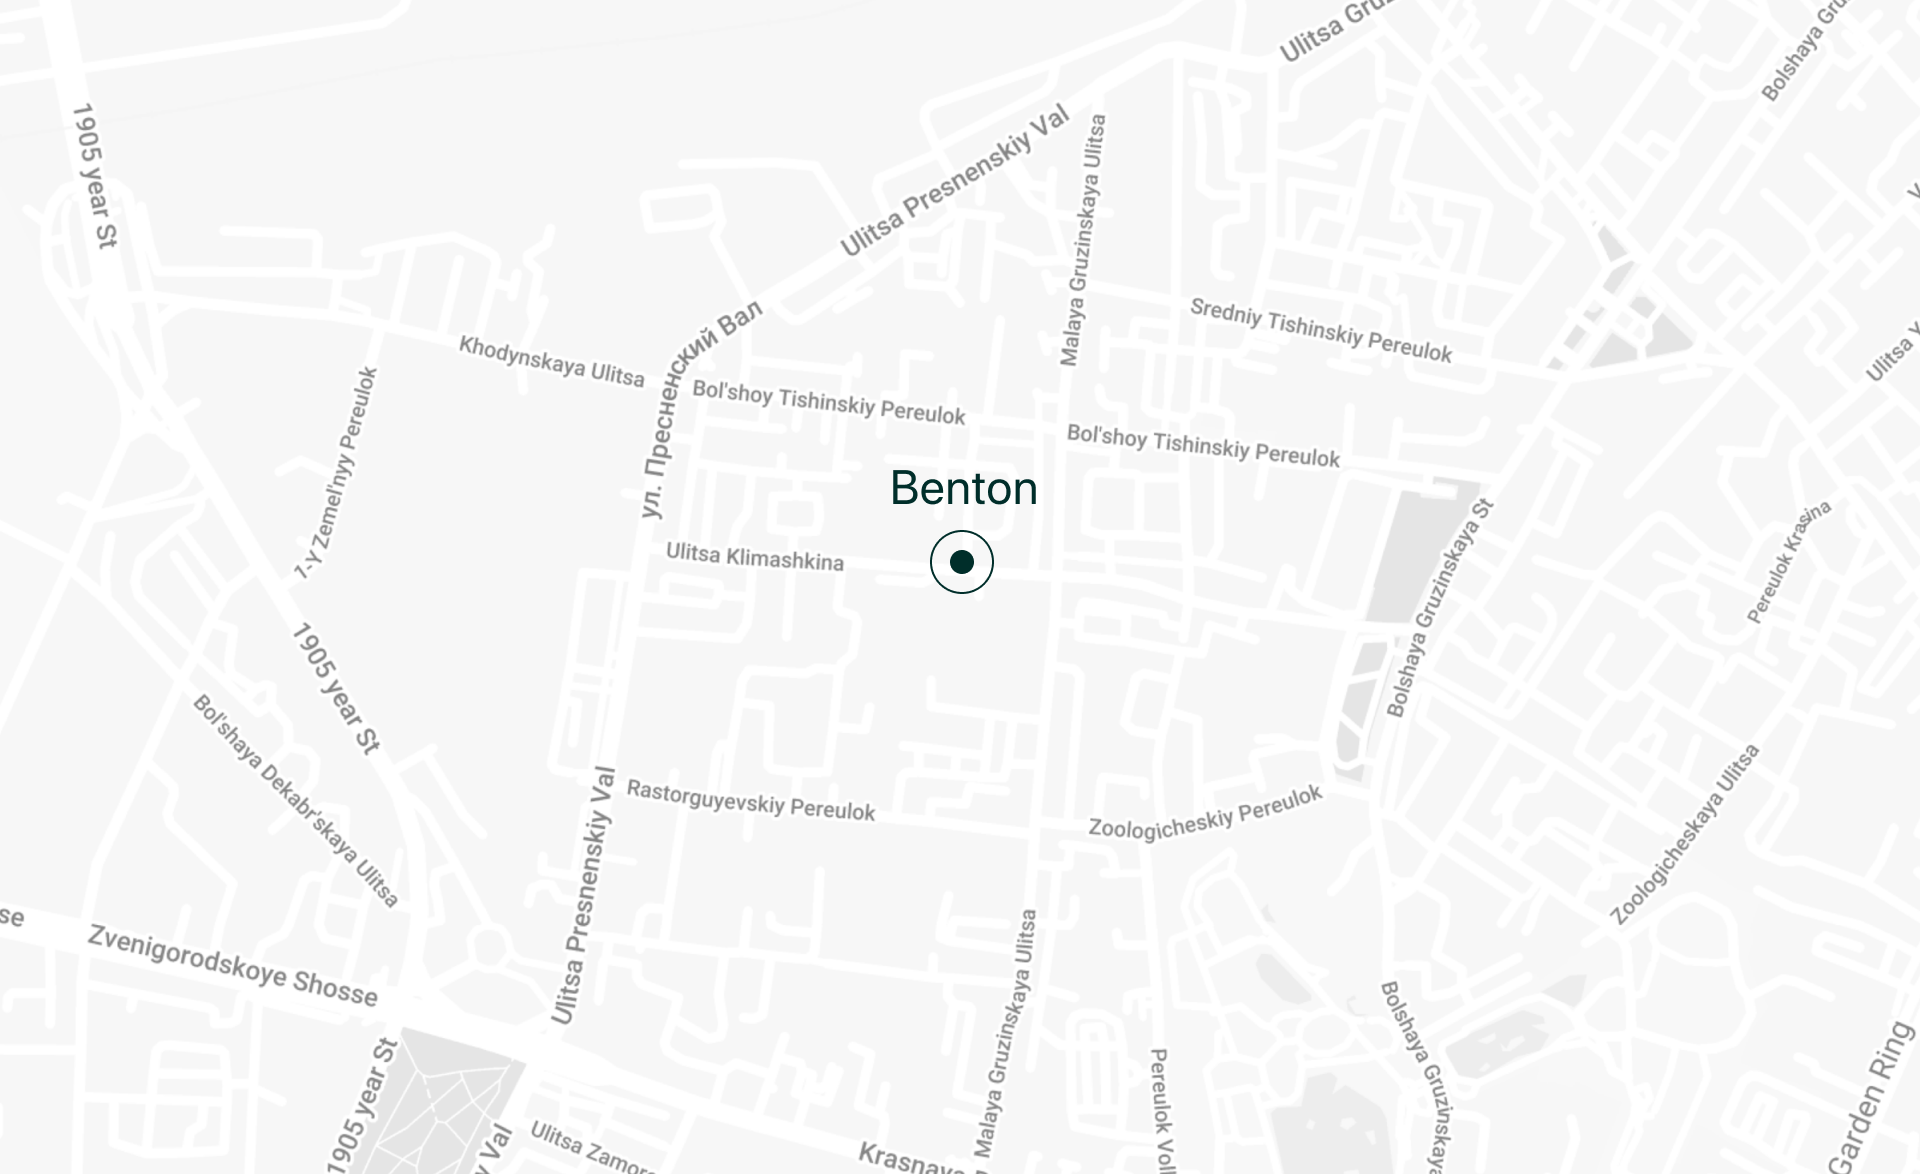 Ulitsa Gruz
Bolshaya Gru
1905 year St
Ulitsa Presnenskiy Val
Malaya Gruzinskaya Ulitsa
Sredniy Tishinskiy Pereulok
ул. Пресненский Вал
Khodynskaya Ulitsa
Ulitsa
1-Y Zemel'nyy Pereulok
Bol'shoy Tishinskiy Pereulok
Bol'shoy Tishinskiy Pereulok
Benton
Bolshaya Gruzinskaya St
Pereulok Krasina
Ulitsa Klimashkina
1905 year St
Bol'shaya Dekabr'skaya Ulitsa
Zoologicheskaya Ulitsa
Ulitsa Presnenskiy Val
Rastorguyevskiy Pereulok
Zoologicheskiy Pereulok
se
Zvenigorodskoye Shosse
Malaya Gruzinskaya Ulitsa
Bolshaya Gruzinskaya
Garden Ring
1905 year St
Pereulok Vol
y Val
Ulitsa Zamor
Krasnaya